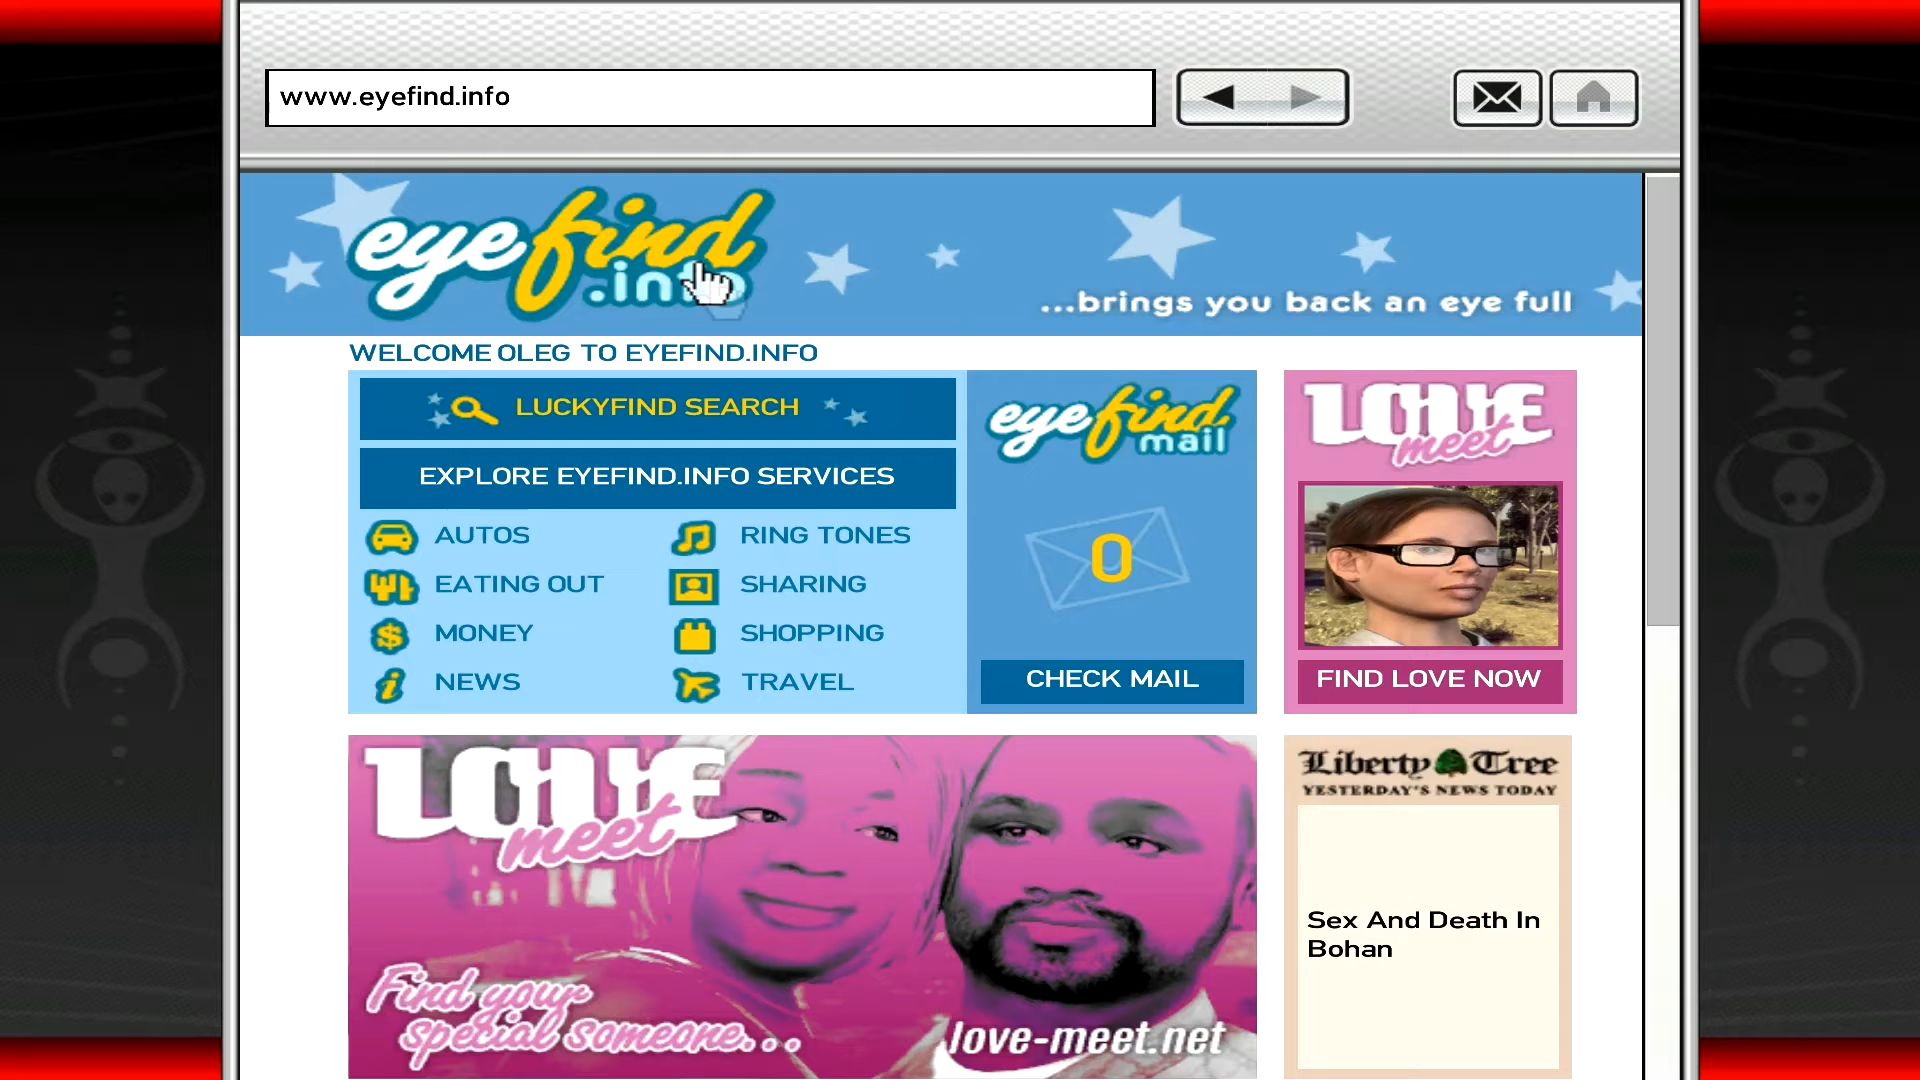 www.eyefind.info
eyefind
.info
...brings you back an eye full
WELCOME OLEG TO EYEFIND.INFO
LUCKYFIND SEARCH
EXPLORE EYEFIND.INFO SERVICES
AUTOS
RING TONES
EATING OUT
SHARING
MONEY
SHOPPING
NEWS
TRAVEL
eyefind
mail
0
CHECK MAIL
LOVE
meet
FIND LOVE NOW
LOVE
meet
Find your
special someone...
love-meet.net
Liberty Tree
YESTERDAY'S NEWS TODAY
Sex And Death In
Bohan